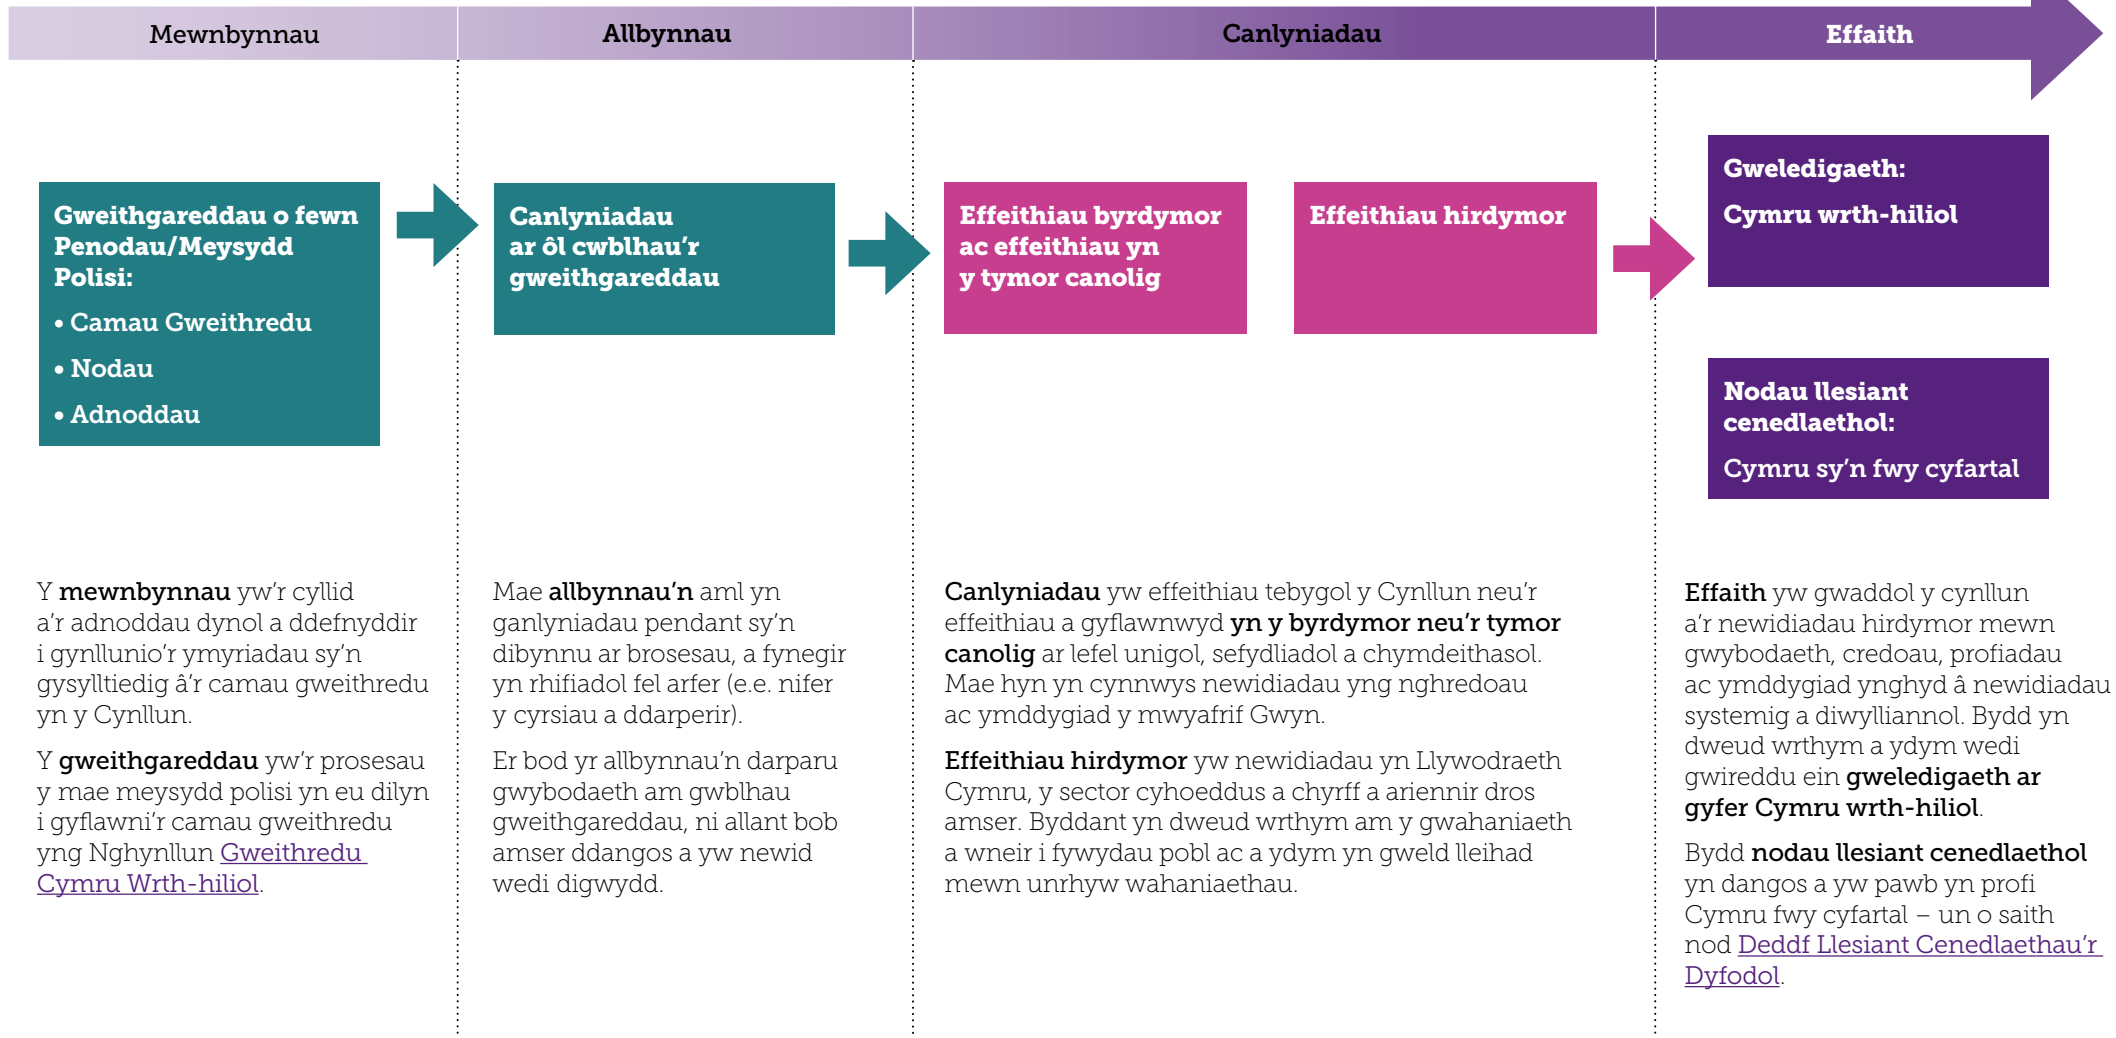 Mewnbynnau
Allbynnau
Canlyniadau
Effaith
Gweithgareddau o fewn
Penodau/Meysydd
Polisi:
• Camau Gweithredu
• Nodau
• Adnoddau
Canlyniadau
ar ôl cwblhau'r
gweithgareddau
Effeithiau byrdymor
ac effeithiau yn
y tymor canolig
Effeithiau hirdymor
Gweledigaeth:
Cymru wrth-hiliol
Nodau llesiant
cenedlaethol:
Cymru sy'n fwy cyfartal
Y mewnbynnau yw'r cyllid
a'r adnoddau dynol a ddefnyddir
i gynllunio'r ymyriadau sy'n
gysylltiedig â'r camau gweithredu
yn y Cynllun.
Y gweithgareddau yw'r prosesau
y mae meysydd polisi yn eu dilyn
i gyflawni'r camau gweithredu
yng Nghynllun Gweithredu
Cymru Wrth-hiliol.
Mae allbynnau'n aml yn
ganlyniadau pendant sy'n
dibynnu ar brosesau, a fynegir
yn rhifiadol fel arfer (e.e. nifer
y cyrsiau a ddarperir).
Er bod yr allbynnau'n darparu
gwybodaeth am gwblhau
gweithgareddau, ni allant bob
amser ddangos a yw newid
wedi digwydd.
Canlyniadau yw effeithiau tebygol y Cynllun neu'r
effeithiau a gyflawnwyd yn y byrdymor neu'r tymor
canolig ar lefel unigol, sefydliadol a chymdeithasol.
Mae hyn yn cynnwys newidiadau yng nghredoau
ac ymddygiad y mwyafrif Gwyn.
Effeithiau hirdymor yw newidiadau yn Llywodraeth
Cymru, y sector cyhoeddus a chyrff a ariennir dros
amser. Byddant yn dweud wrthym am y gwahaniaeth
a wneir i fywydau pobl ac a ydym yn gweld lleihad
mewn unrhyw wahaniaethau.
Effaith yw gwaddol y cynllun
a'r newidiadau hirdymor mewn
gwybodaeth, credoau, profiadau
ac ymddygiad ynghyd â newidiadau
systemig a diwylliannol. Bydd yn
dweud wrthym a ydym wedi
gwireddu ein gweledigaeth ar
gyfer Cymru wrth-hiliol.
Bydd nodau llesiant cenedlaethol
yn dangos a yw pawb yn profi
Cymru fwy cyfartal – un o saith
nod Deddf Llesiant Cenedlaethau'r
Dyfodol.